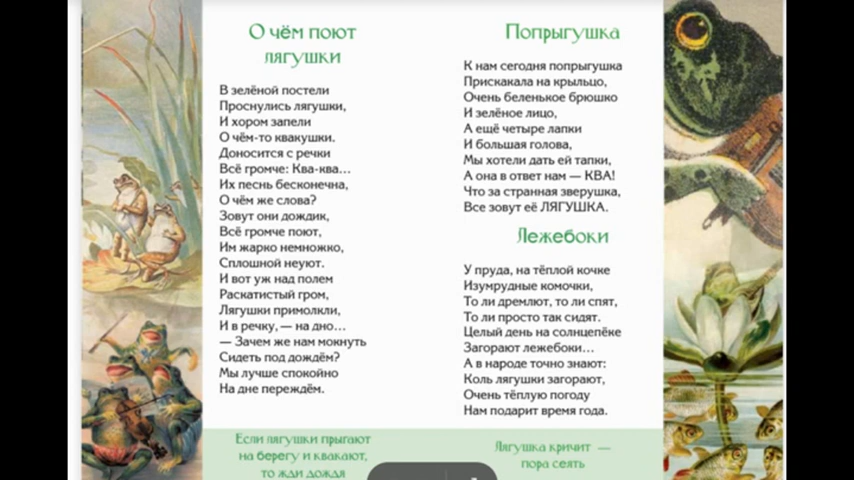 О чём поют
лягушки
В зелёной постели
Проснулись лягушки,
И хором запели
О чём-то квакушки.
Доносится с речки
Всё громче: Ква-ква...
Их песнь бесконечна,
О чём же слова?
Зовут они дождик,
Всё громче поют,
Им жарко немножко,
Сплошной неуют.
И вот уж над полем
Раскатистый гром,
Лягушки примолкли,
И в речку, — на дно...
— Зачем же нам мокнуть
Сидеть под дождём?
Мы лучше спокойно
На дне переждём.
Если лягушки прыгают
на берегу и квакают,
то жди дождя
Попрыгушка
К нам сегодня попрыгушка
Прискакала на крыльцо,
Очень беленькое брюшко
И зелёное лицо,
А ещё четыре лапки
И большая голова,
Мы хотели дать ей тапки,
А она в ответ нам — КВА!
Что за странная зверушка,
Все зовут её ЛЯГУШКА.
Лежебоки
У пруда, на тёплой кочке
Изумрудные комочки,
То ли дремлют, то ли спят,
То ли просто так сидят.
Целый день на солнцепёке
Загорают лежебоки...
А в народе точно знают:
Коль лягушки загорают,
Очень тёплую погоду
Нам подарит время года.
Лягушка кричит —
пора сеять